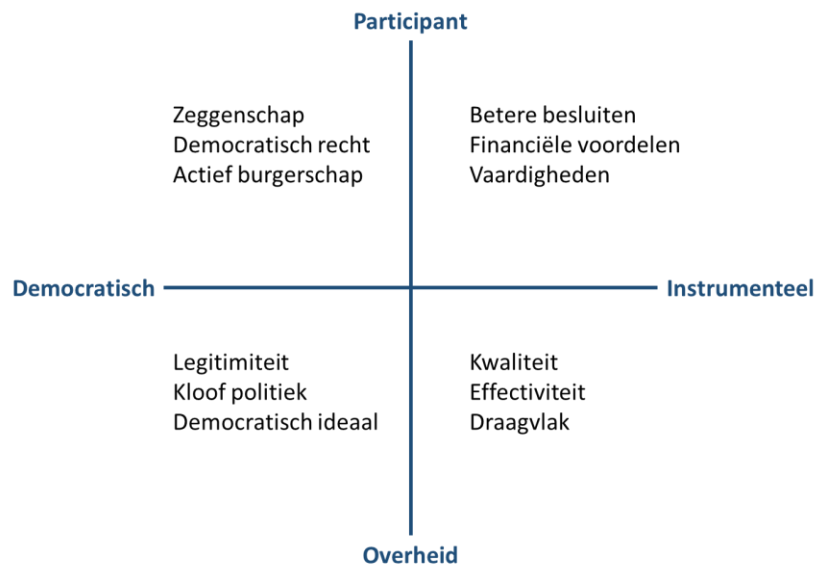 Participant
Zeggenschap
Democratisch recht
Actief burgerschap
Betere besluiten
Financiële voordelen
Vaardigheden
Democratisch
Instrumenteel
Legitimiteit
Kloof politiek
Democratisch ideaal
Kwaliteit
Effectiviteit
Draagvlak
Overheid